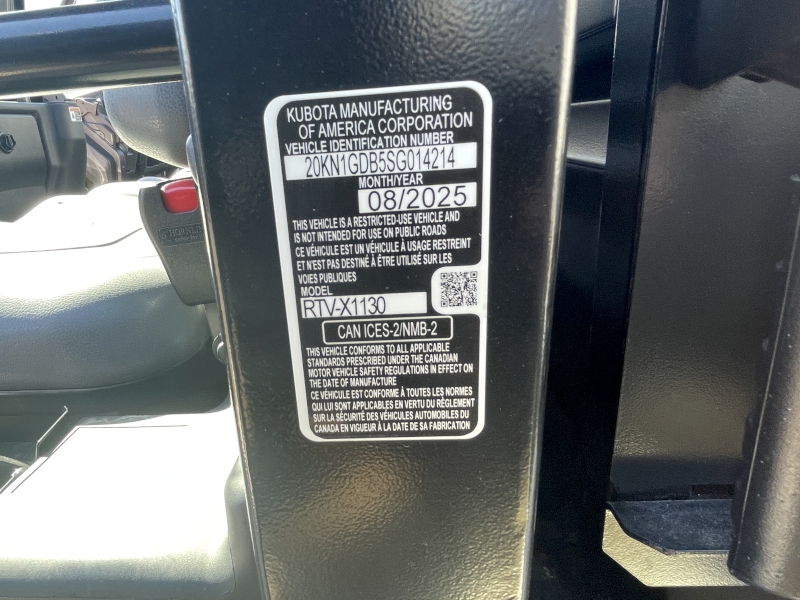 KUBOTA MANUFACTURING
OF AMERICA CORPORATION
VEHICLE IDENTIFICATION NUMBER
20KN1GDB5SG014214
MONTH/YEAR
08/2025
THIS VEHICLE IS A RESTRICTED-USE VEHICLE AND
IS NOT INTENDED FOR USE ON PUBLIC ROADS
CE VÉHICULE EST UN VÉHICULE À USAGE RESTREINT
ET N'EST PAS DESTINÉ À ÊTRE UTILISÉ SUR LES
VOIES PUBLIQUES
MODEL
RTV-X1130
CAN ICES-2/NMB-2
THIS VEHICLE CONFORMS TO ALL APPLICABLE
STANDARDS PRESCRIBED UNDER THE CANADIAN
MOTOR VEHICLE SAFETY REGULATIONS IN EFFECT ON
THE DATE OF MANUFACTURE
CE VÉHICULE EST CONFORME À TOUTES LES NORMES
QUI LUI SONT APPLICABLES EN VERTU DU RÈGLEMENT
SUR LA SÉCURITÉ DES VÉHICULES AUTOMOBILES DU
CANADA EN VIGUEUR À LA DATE DE SA FABRICATION